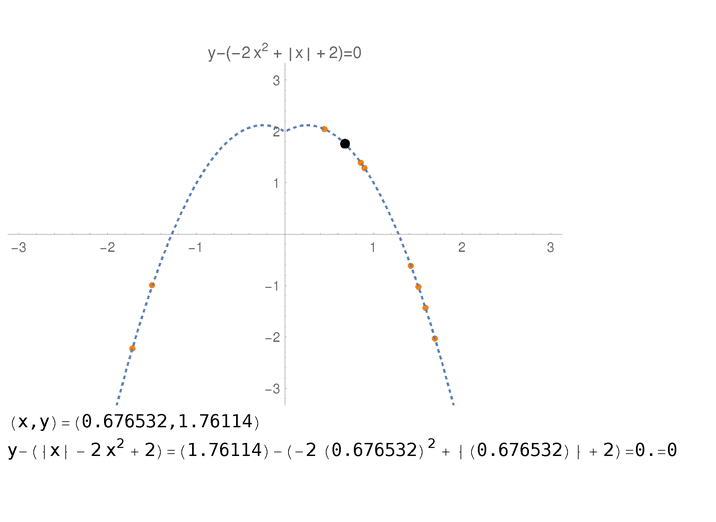 y−(−2 x² + |x| + 2)=0
3
2
1
−3 −2 −1 1 2 3
−1
−2
−3
(x,y) = (0.676532,1.76114)
y− (|x| − 2 x² + 2) = (1.76114) − (−2 (0.676532)² + | (0.676532) | + 2) =0.=0